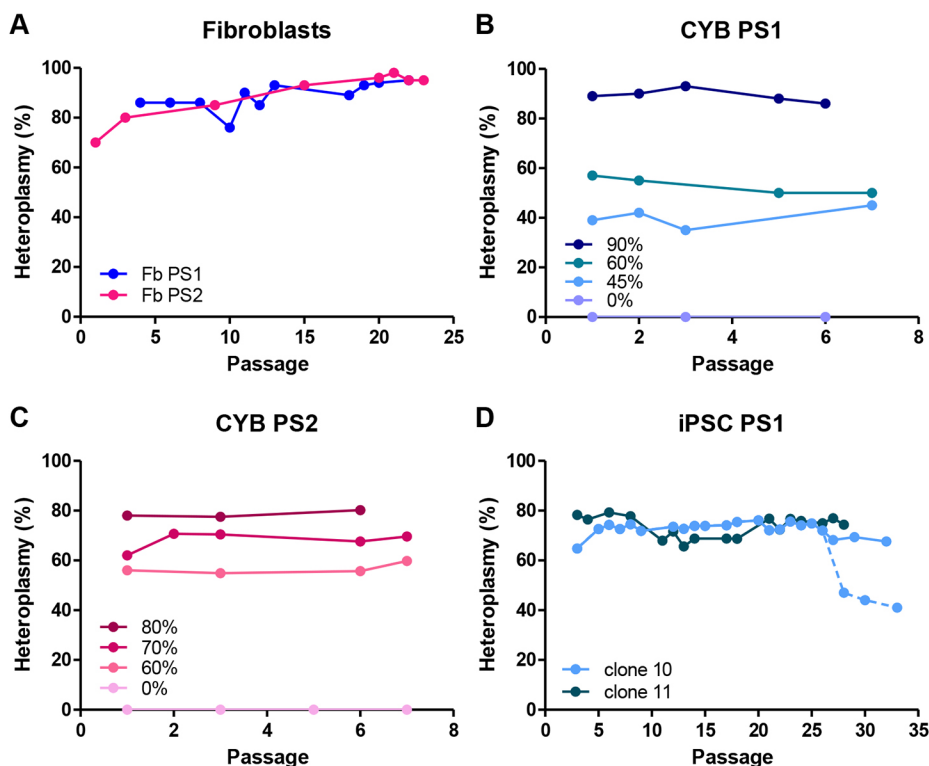 A
Fibroblasts
Heteroplasmy (%)
100
80
60
40
20
0
Fb PS1
Fb PS2
0 5 10 15 20 25
Passage
B
CYB PS1
Heteroplasmy (%)
100
80
60
40
20
0
90%
60%
45%
0%
0 2 4 6 8
Passage
C
CYB PS2
Heteroplasmy (%)
100
80
60
40
20
0
80%
70%
60%
0%
0 2 4 6 8
Passage
D
iPSC PS1
Heteroplasmy (%)
100
80
60
40
20
0
clone 10
clone 11
0 5 10 15 20 25 30 35
Passage